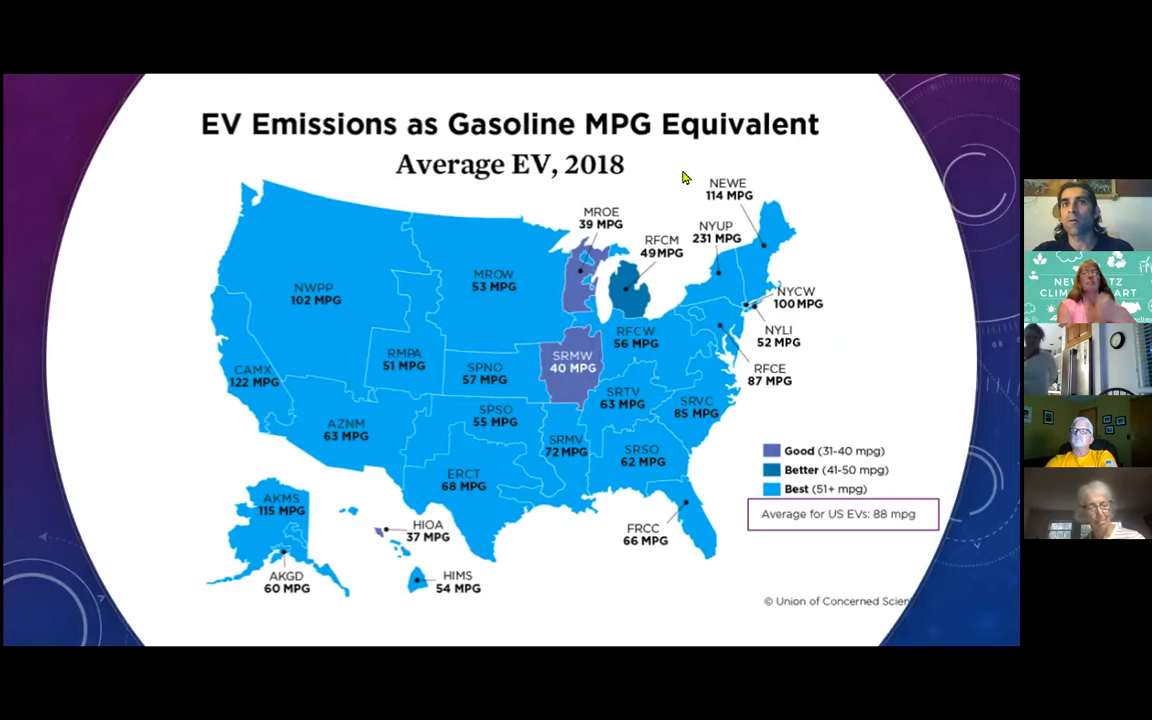 EV Emissions as Gasoline MPG Equivalent
Average EV, 2018
NEWE
114 MPG
MROE
39 MPG
NYUP
231 MPG
RFCM
49 MPG
MROW
53 MPG
NWPP
102 MPG
NYCW
100 MPG
NYLI
52 MPG
RFCW
56 MPG
RMPA
51 MPG
SRMW
40 MPG
SPNO
57 MPG
CAMX
122 MPG
RFCE
87 MPG
SRTV
63 MPG
SRVC
85 MPG
SPSO
55 MPG
AZNM
63 MPG
SRMV
72 MPG
SRSO
62 MPG
ERCT
68 MPG
Good (31-40 mpg)
Better (41-50 mpg)
Best (51+ mpg)
Average for US EVs: 88 mpg
AKMS
115 MPG
HIOA
37 MPG
FRCC
66 MPG
AKGD
60 MPG
HIMS
54 MPG
© Union of Concerned Scien